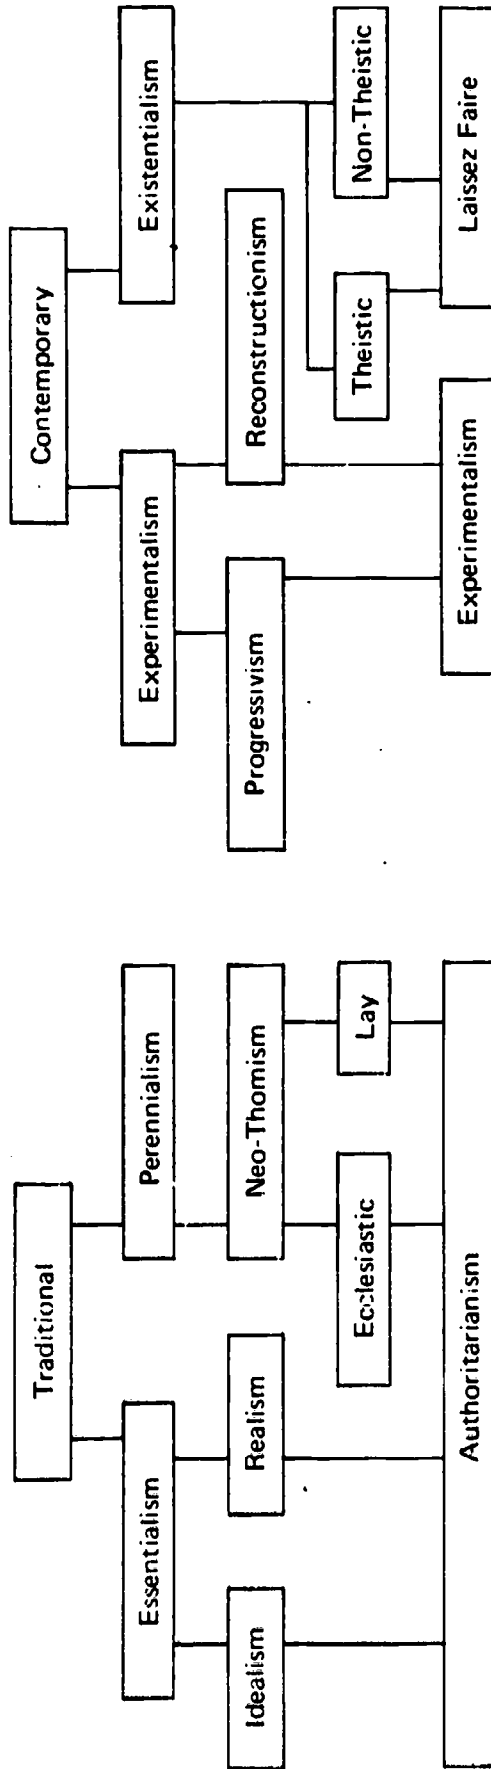 Traditional
Essentialism
Perennialism
Idealism
Realism
Neo-Thomism
Ecclesiastic
Lay
Authoritarianism
Contemporary
Experimentalism
Existentialism
Progressivism
Reconstructionism
Theistic
Non-Theistic
Experimentalism
Laissez Faire